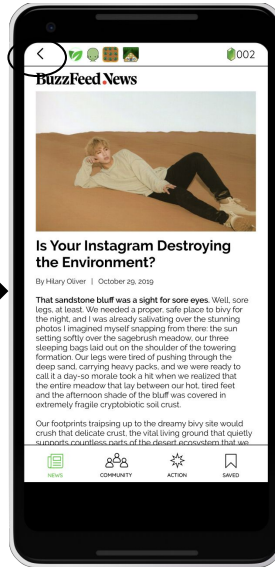 002
BuzzFeed News
Is Your Instagram Destroying
the Environment?
By Hilary Oliver | October 29, 2019
That sandstone bluff was a sight for sore eyes. Well, sore
legs, at least. We needed a proper, safe place to bivy for
the night, and I was already salivating over the stunning
photos I imagined myself snapping from there: the sun
setting softly over the sagebrush meadow, our three
sleeping bags laid out on the shoulder of the towering
formation. Our legs were tired of pushing through the
deep sand, carrying heavy packs, and we were ready to
call it a day-so morale took a hit when we realized that
the entire meadow that lay between our hot, tired feet
and the afternoon shade of the bluff was covered in
extremely fragile cryptobiotic soil crust.
Our footprints traipsing up to the dreamy bivy site would
crush that delicate crust, the vital living ground that quietly
supports countless parts of the desert ecosystem that we
NEWS
COMMUNITY
ACTION
SAVED